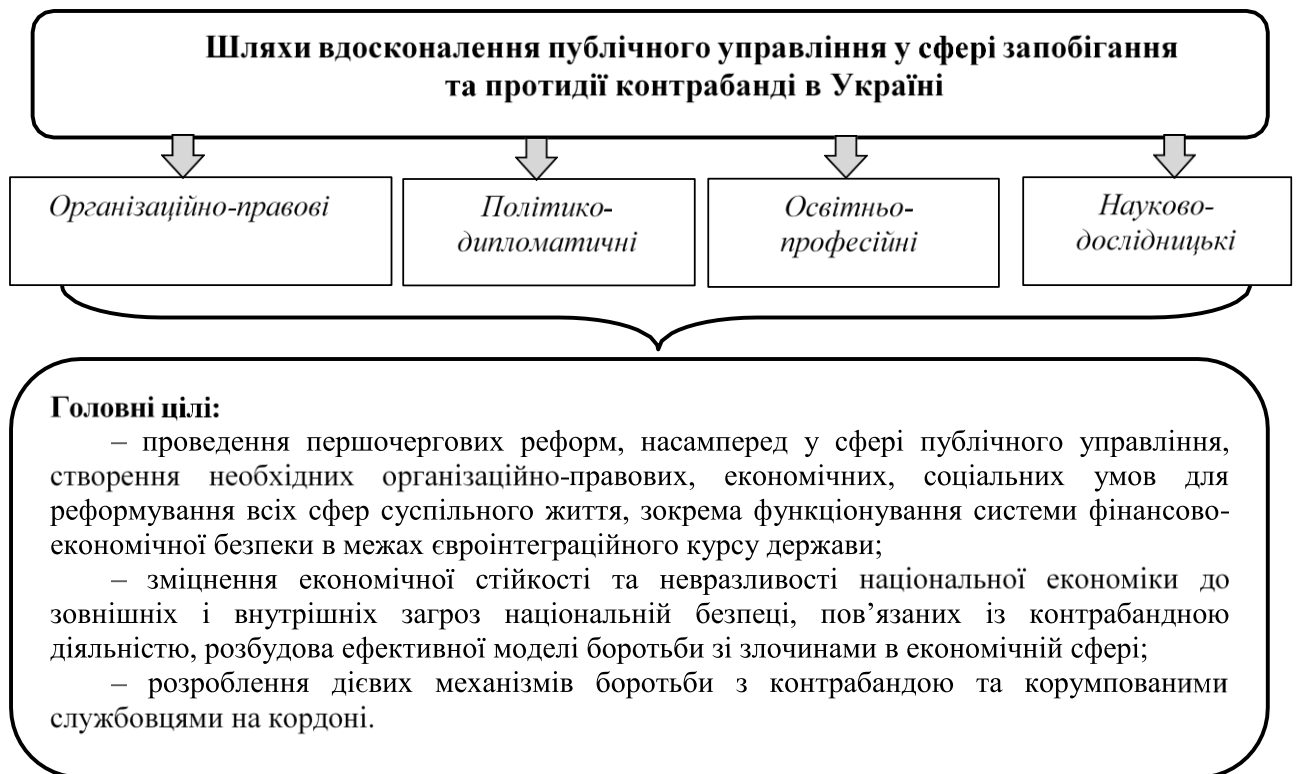 Шляхи вдосконалення публічного управління у сфері запобігання
та протидії контрабанді в Україні
Організаційно-правові
Політико-
дипломатичні
Освітньо-
професійні
Науково-
дослідницькі
Головні цілі:
– проведення першочергових реформ, насамперед у сфері публічного управління,
створення необхідних організаційно-правових, економічних, соціальних умов для
реформування всіх сфер суспільного життя, зокрема функціонування системи фінансово-
економічної безпеки в межах євроінтеграційного курсу держави;
– зміцнення економічної стійкості та невразливості національної економіки до
зовнішніх і внутрішніх загроз національній безпеці, пов’язаних із контрабандною
діяльністю, розбудова ефективної моделі боротьби зі злочинами в економічній сфері;
– розроблення дієвих механізмів боротьби з контрабандою та корумпованими
службовцями на кордоні.